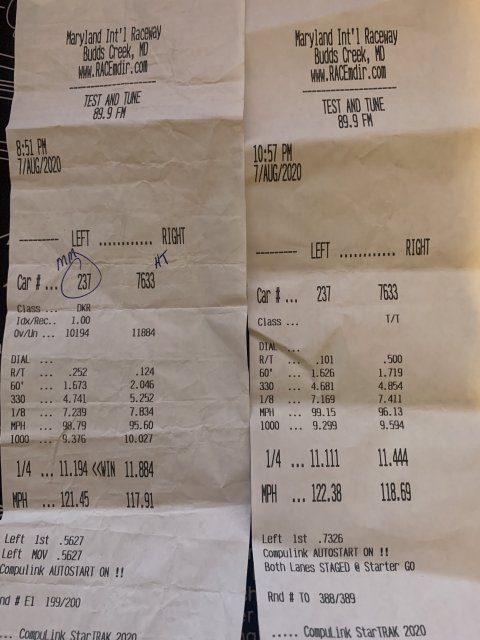 Maryland Int'l Raceway
Budds Creek, MD
www.RACEmdir.com
TEST AND TUNE
89.9 FM
8:51 PM
7/AUG/2020
---------- LEFT ............ RIGHT
MM HT
Car # ... 237 7633
Class ... DKR
Idx/Rec.. 1.00
Ov/Un ... 10194 11884
DIAL ...
R/T ... .252 .124
60' ... 1.673 2.046
330 ... 4.741 5.252
1/8 ... 7.239 7.834
MPH ... 98.79 95.60
1000 ... 9.376 10.027
1/4 ... 11.194 <<WIN 11.884
MPH ... 121.45 117.91
Left 1st .5627
Left MOV .5627
Compulink AUTOSTART ON !!
nd # E1 199/200
... CompuLink StarTRAK 2020
Maryland Int'l Raceway
Budds Creek, MD
www.RACEmdir.com
TEST AND TUNE
89.9 FM
10:57 PM
7/AUG/2020
---------- LEFT ............ RIGHT
Car # ... 237 7633
Class ... T/T
DIAL ...
R/T ... .101 .500
60' ... 1.626 1.719
330 ... 4.681 4.854
1/8 ... 7.169 7.411
MPH ... 99.15 96.13
1000 ... 9.299 9.594
1/4 ... 11.111 11.444
MPH ... 122.38 118.69
Left 1st .7326
Compulink AUTOSTART ON !!
Both Lanes STAGED @ Starter GO
Rnd # TO 388/389
..... CompuLink StarTRAK 2020